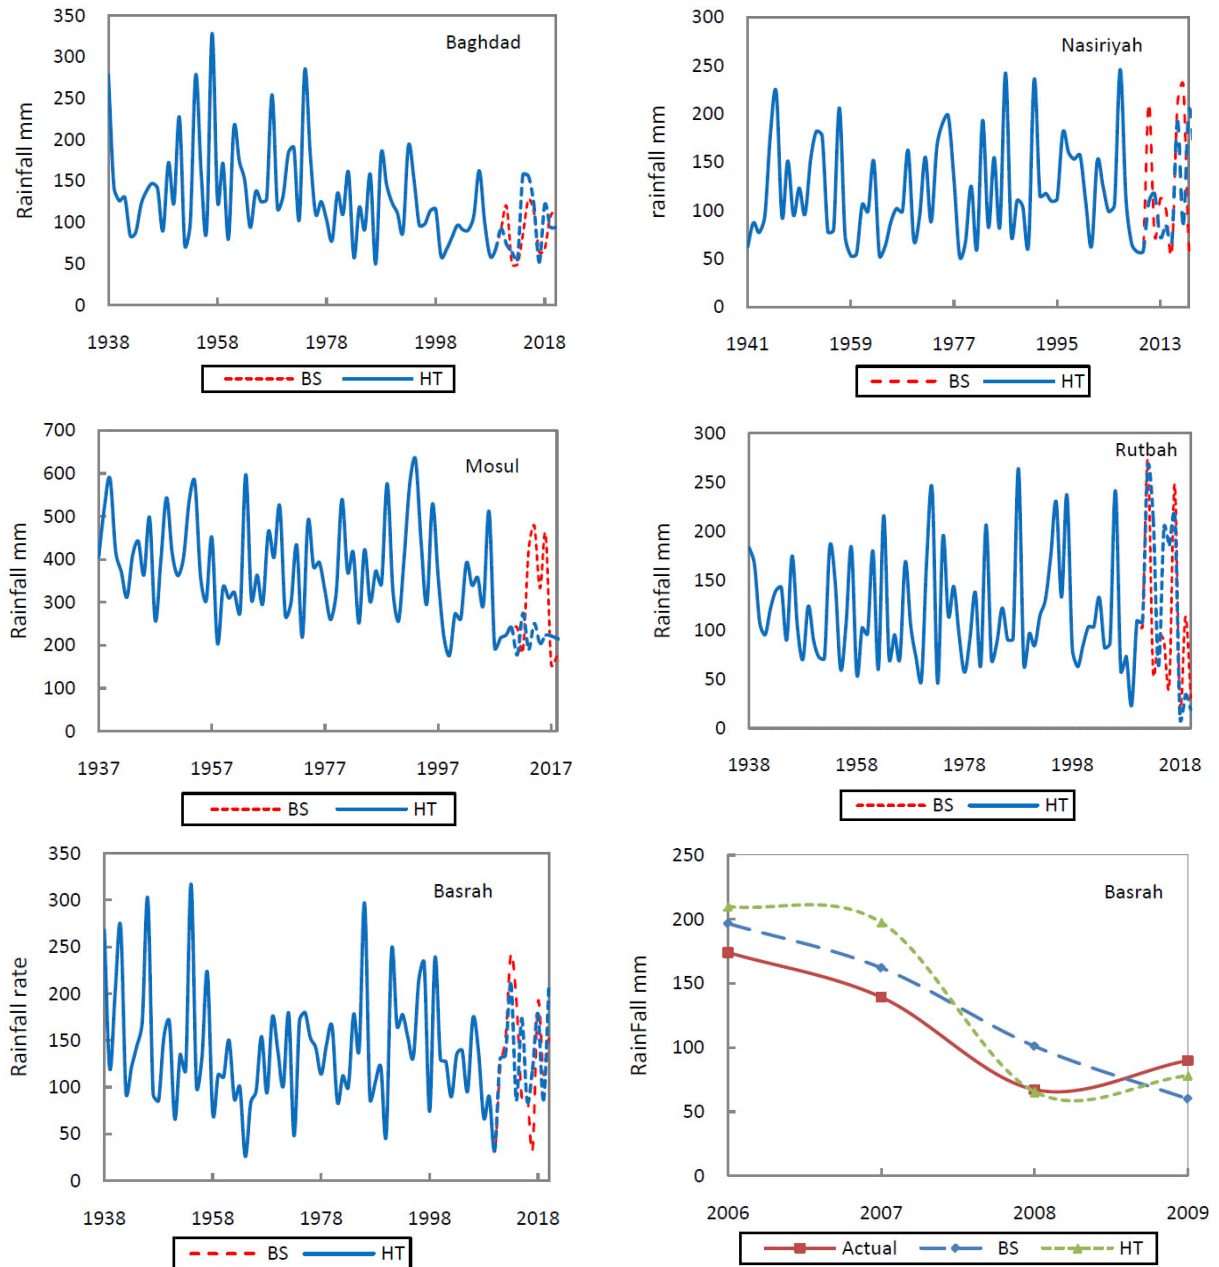 350
300
250
200
150
100
50
0
Rainfall mm
Baghdad
1938 1958 1978 1998 2018
BS HT
300
250
200
150
100
50
0
rainfall mm
Nasiriyah
1941 1959 1977 1995 2013
BS HT
700
600
500
400
300
200
100
0
Rainfall mm
Mosul
1937 1957 1977 1997 2017
BS HT
300
250
200
150
100
50
0
Rainfall mm
Rutbah
1938 1958 1978 1998 2018
BS HT
350
300
250
200
150
100
50
0
Rainfall rate
Basrah
1938 1958 1978 1998 2018
BS HT
250
200
150
100
50
0
RainFall mm
Basrah
2006 2007 2008 2009
Actual BS HT